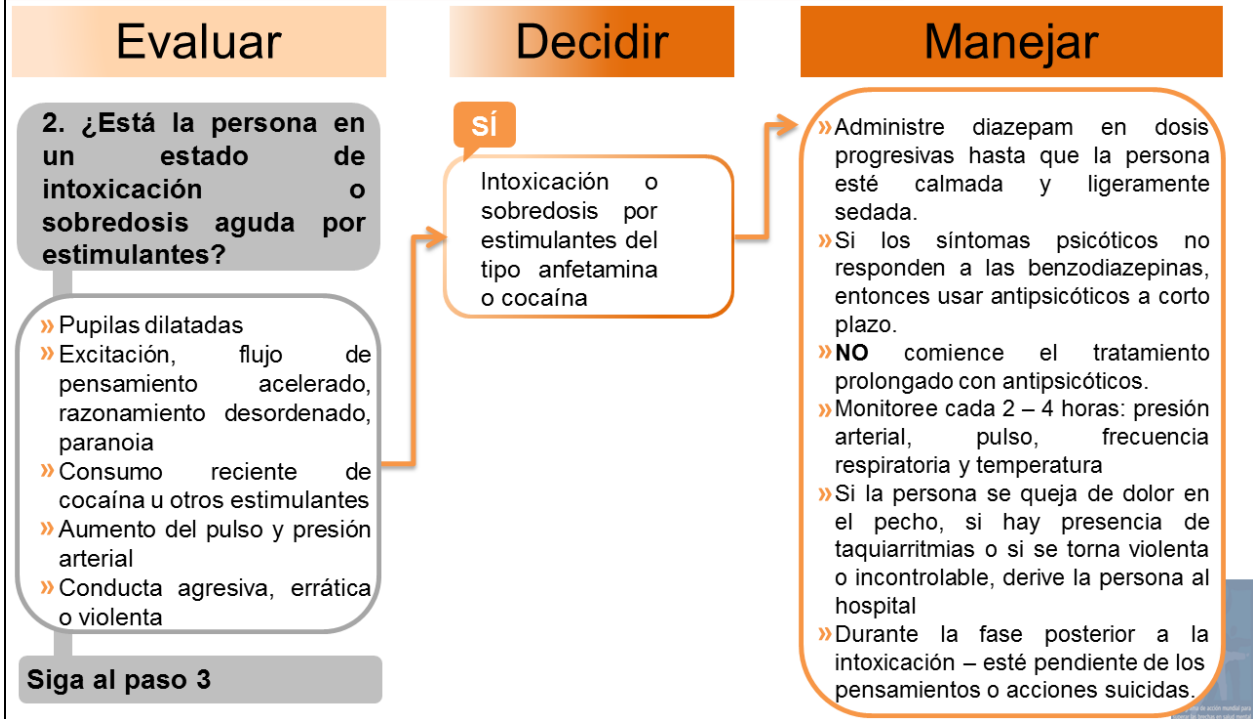 Evaluar
Decidir
Manejar
2. ¿Está la persona en
un estado de
intoxicación o
sobredosis aguda por
estimulantes?
» Pupilas dilatadas
» Excitación, flujo de
pensamiento acelerado,
razonamiento desordenado,
paranoia
» Consumo reciente de
cocaína u otros estimulantes
» Aumento del pulso y presión
arterial
» Conducta agresiva, errática
o violenta
Siga al paso 3
SÍ
Intoxicación o
sobredosis por
estimulantes del
tipo anfetamina
o cocaína
» Administre diazepam en dosis
progresivas hasta que la persona
esté calmada y ligeramente
sedada.
» Si los síntomas psicóticos no
responden a las benzodiazepinas,
entonces usar antipsicóticos a corto
plazo.
» NO comience el tratamiento
prolongado con antipsicóticos.
» Monitoree cada 2 – 4 horas: presión
arterial, pulso, frecuencia
respiratoria y temperatura
» Si la persona se queja de dolor en
el pecho, si hay presencia de
taquiarritmias o si se torna violenta
o incontrolable, derive la persona al
hospital
» Durante la fase posterior a la
intoxicación – esté pendiente de los
pensamientos o acciones suicidas.